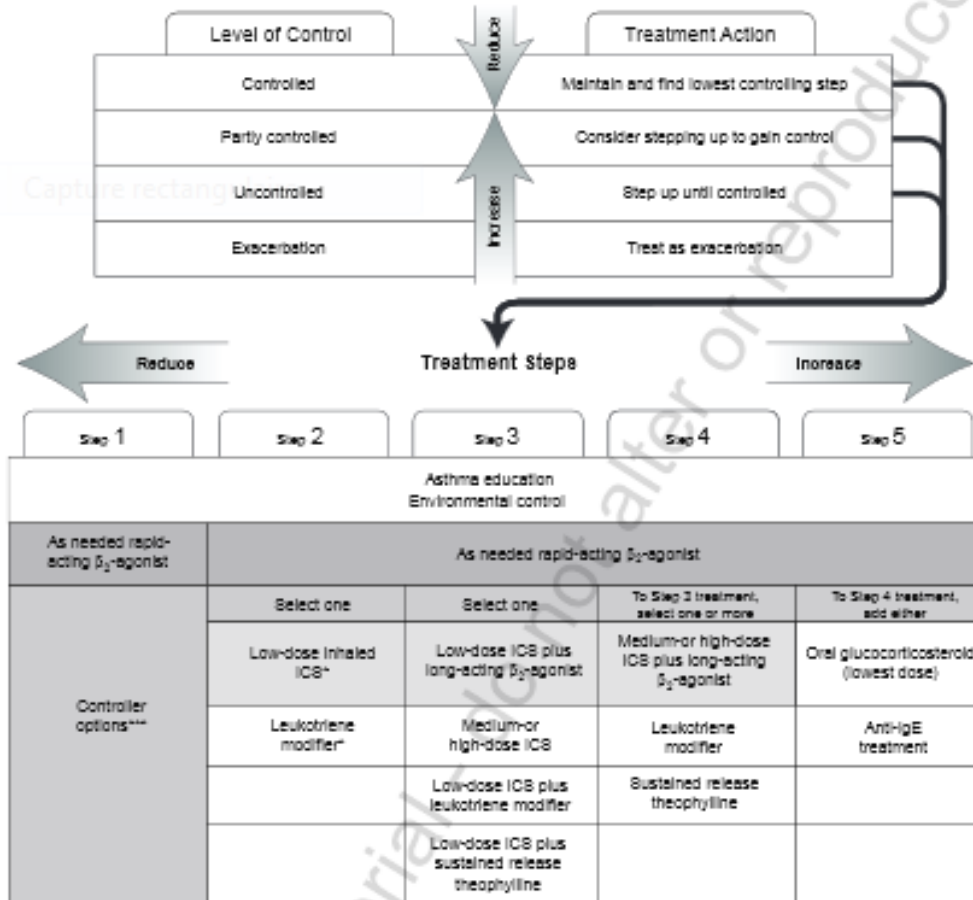 Level of Control
Treatment Action
Reduce
Controlled
Maintain and find lowest controlling step
Partly controlled
Consider stepping up to gain control
Capture rectangul
Uncontrolled
Step up until controlled
Increase
Exacerbation
Treat as exacerbation
Reduce
Treatment Steps
Increase
Step 1
Step 2
Step 3
Step 4
Step 5
Asthma education
Environmental control
As needed rapid-
acting β₂-agonist
As needed rapid-acting β₂-agonist
Controller
options***
Select one
Select one
To Step 3 treatment,
select one or more
To Step 4 treatment,
add either
Low-dose inhaled
ICS*
Low-dose ICS plus
long-acting β₂-agonist
Medium-or high-dose
ICS plus long-acting
β₂-agonist
Oral glucocorticosteroid
(lowest dose)
Leukotriene
modifier*
Medium-or
high-dose ICS
Leukotriene
modifier
Anti-IgE
treatment
Low-dose ICS plus
leukotriene modifier
Sustained release
theophylline
Low-dose ICS plus
sustained release
theophylline
do not alter or reproduc